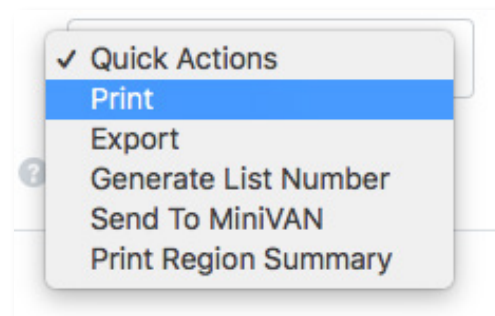 ✓ Quick Actions
Print
Export
Generate List Number
Send To MiniVAN
Print Region Summary
?